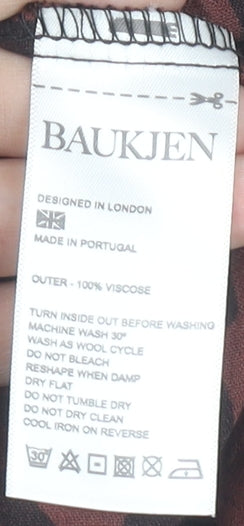 BAUKJEN
DESIGNED IN LONDON
MADE IN PORTUGAL
OUTER - 100% VISCOSE
TURN INSIDE OUT BEFORE WASHING
MACHINE WASH 30°
WASH AS WOOL CYCLE
DO NOT BLEACH
RESHAPE WHEN DAMP
DRY FLAT
DO NOT TUMBLE DRY
DO NOT DRY CLEAN
COOL IRON ON REVERSE
30°